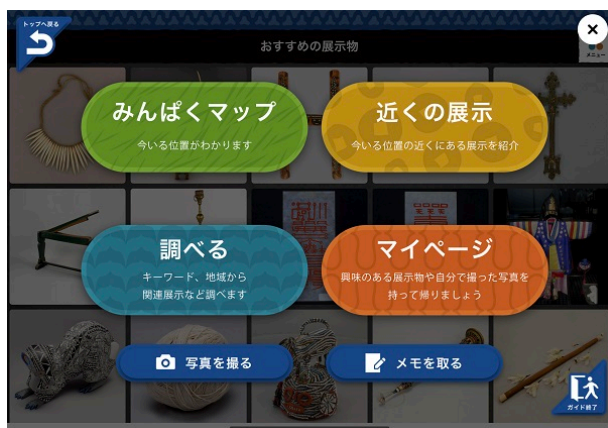 トップへ戻る
おすすめの展示物
メニュー
みんぱくマップ
今いる位置がわかります
近くの展示
今いる位置の近くにある展示を紹介
調べる
キーワード、地域から
関連展示など調べます
マイページ
興味のある展示物や自分で撮った写真を
持って帰りましょう
写真を撮る
メモを取る
ガイド終了